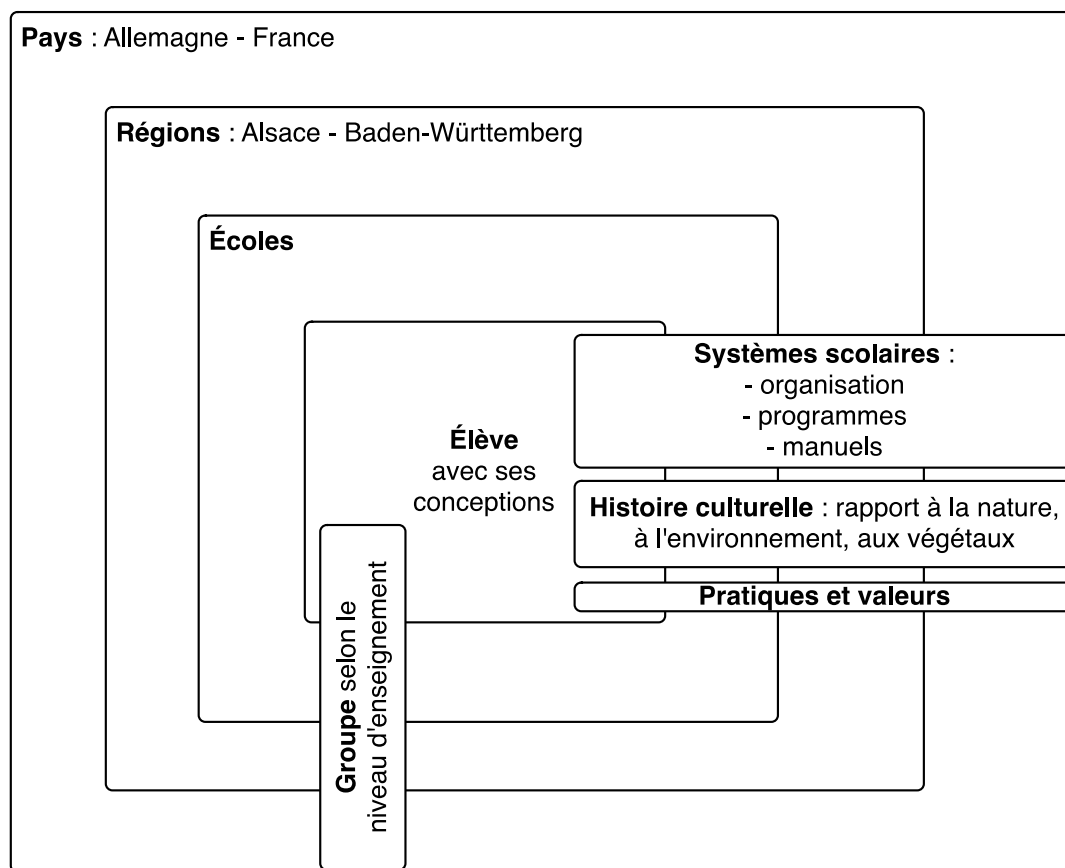 Pays : Allemagne - France
Régions : Alsace - Baden-Württemberg
Écoles
Systèmes scolaires :
- organisation
- programmes
- manuels
Élève
avec ses
conceptions
Histoire culturelle : rapport à la nature,
à l'environnement, aux végétaux
Pratiques et valeurs
Groupe selon le
niveau d'enseignement